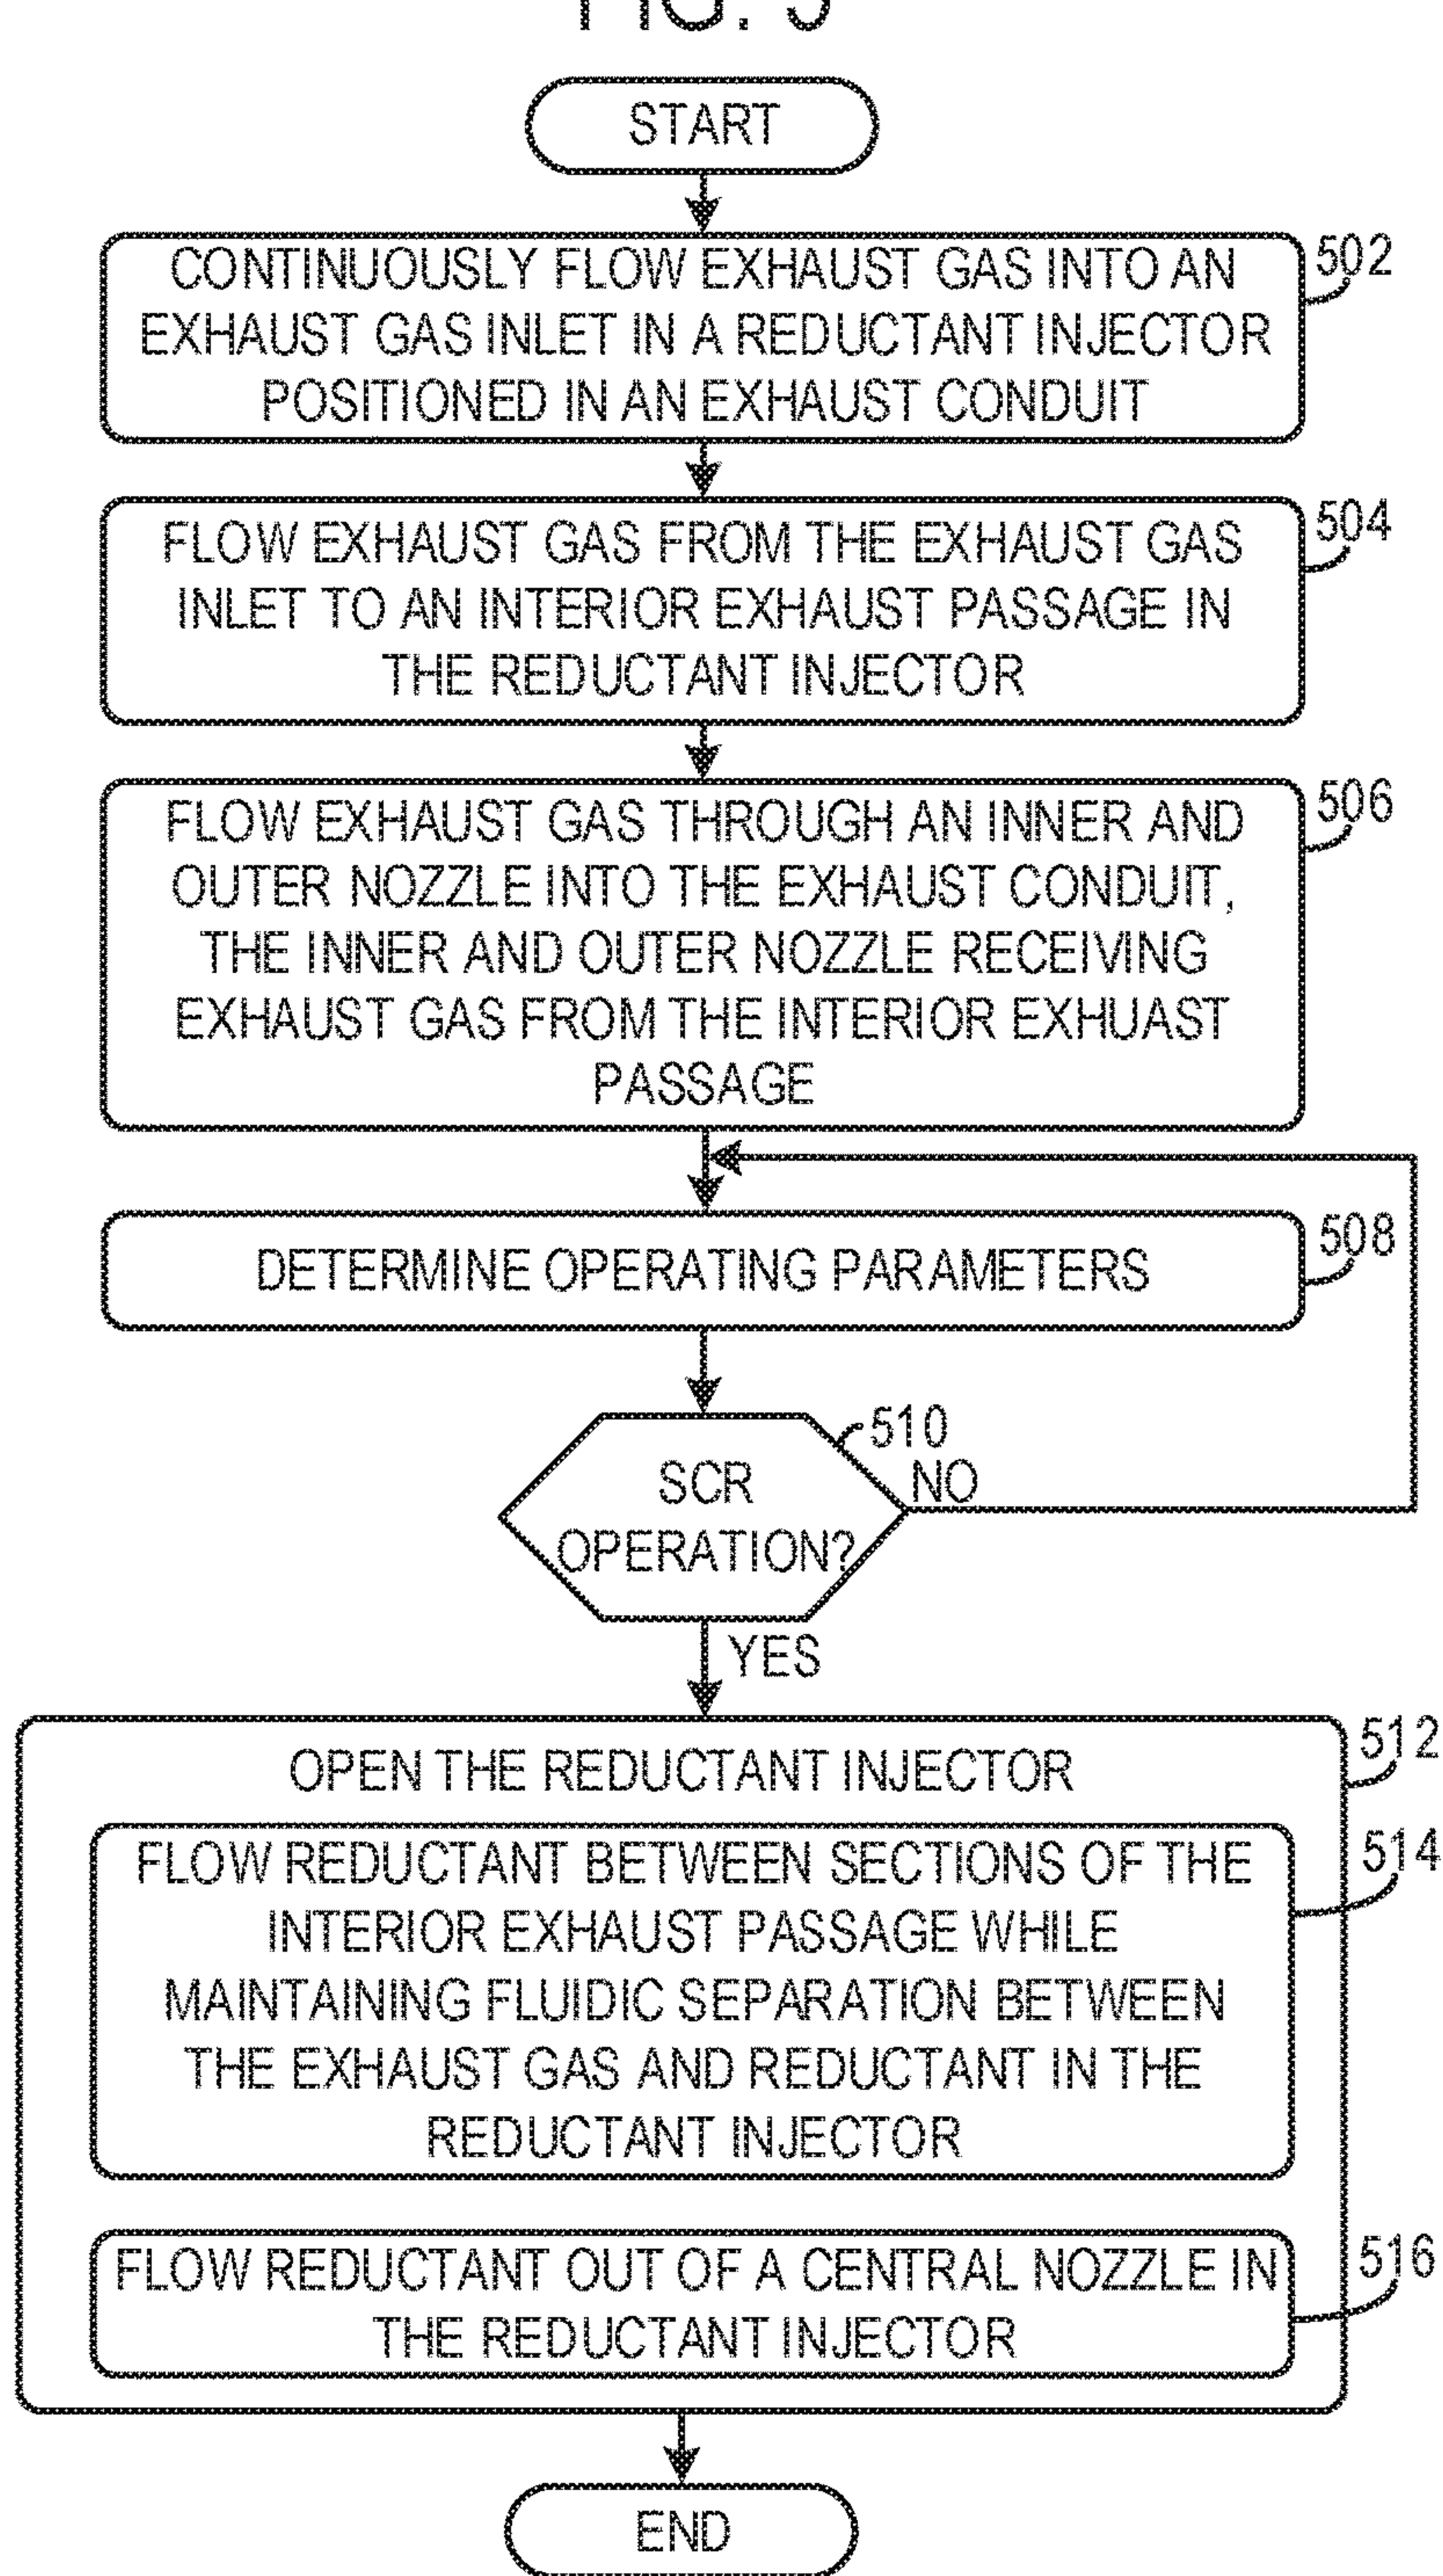 FIG. 5
START
CONTINUOUSLY FLOW EXHAUST GAS INTO AN
EXHAUST GAS INLET IN A REDUCTANT INJECTOR
POSITIONED IN AN EXHAUST CONDUIT
502
FLOW EXHAUST GAS FROM THE EXHAUST GAS
INLET TO AN INTERIOR EXHAUST PASSAGE IN
THE REDUCTANT INJECTOR
504
FLOW EXHAUST GAS THROUGH AN INNER AND
OUTER NOZZLE INTO THE EXHAUST CONDUIT,
THE INNER AND OUTER NOZZLE RECEIVING
EXHAUST GAS FROM THE INTERIOR EXHUAST
PASSAGE
506
DETERMINE OPERATING PARAMETERS
508
SCR
OPERATION?
510
NO
YES
OPEN THE REDUCTANT INJECTOR
512
FLOW REDUCTANT BETWEEN SECTIONS OF THE
INTERIOR EXHAUST PASSAGE WHILE
MAINTAINING FLUIDIC SEPARATION BETWEEN
THE EXHAUST GAS AND REDUCTANT IN THE
REDUCTANT INJECTOR
514
FLOW REDUCTANT OUT OF A CENTRAL NOZZLE IN
THE REDUCTANT INJECTOR
516
END